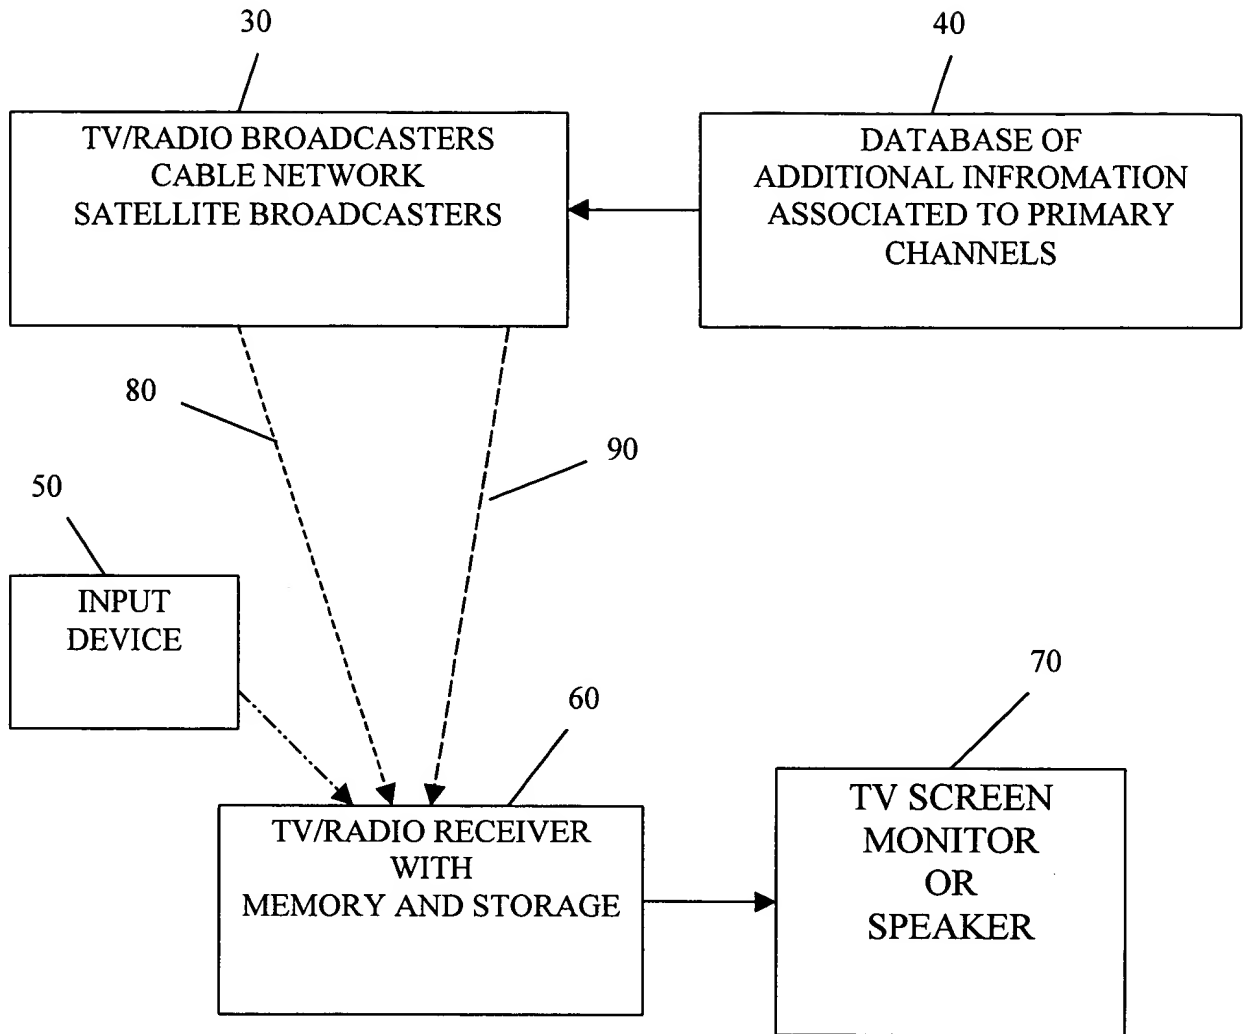 30
40
TV/RADIO BROADCASTERS
CABLE NETWORK
SATELLITE BROADCASTERS
DATABASE OF
ADDITIONAL INFROMATION
ASSOCIATED TO PRIMARY
CHANNELS
80
90
50
INPUT
DEVICE
60
70
TV/RADIO RECEIVER
WITH
MEMORY AND STORAGE
TV SCREEN
MONITOR
OR
SPEAKER